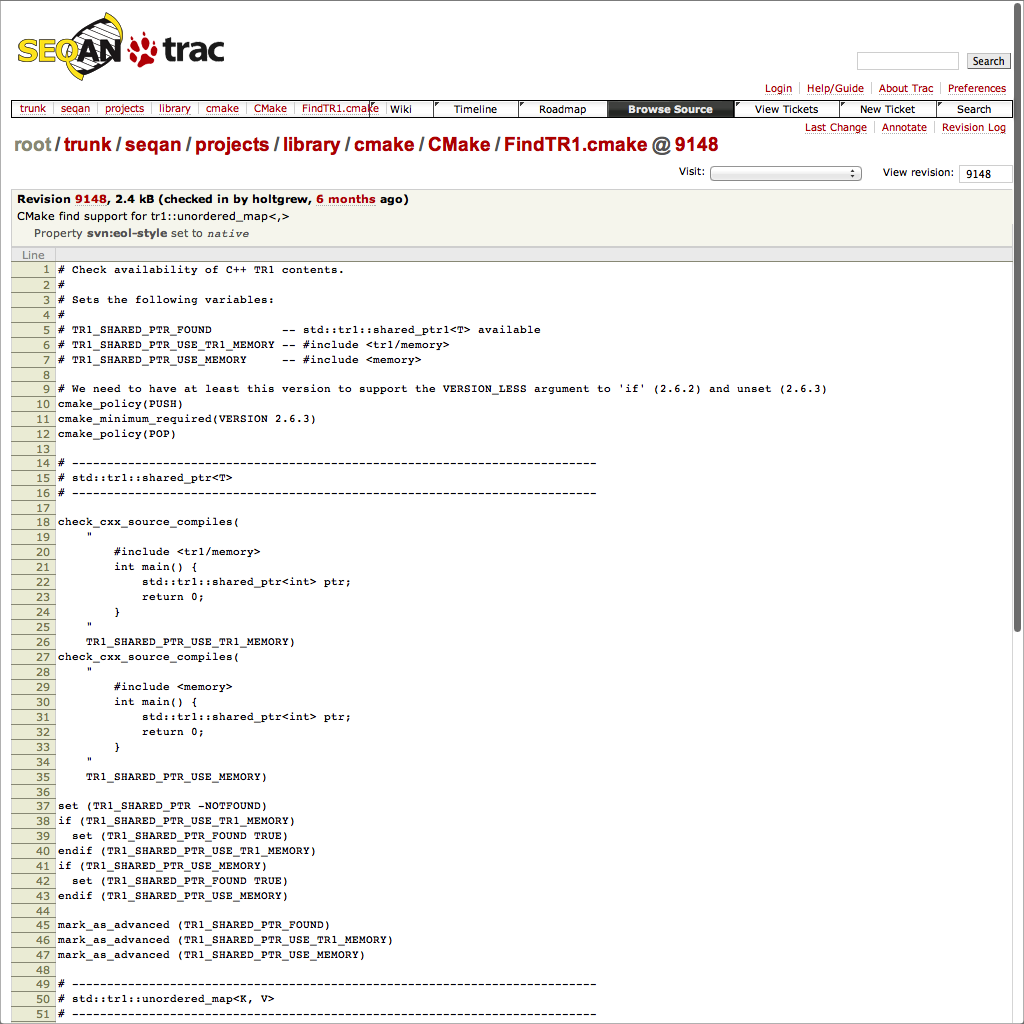 SEQAN trac
Search
Login Help/Guide About Trac Preferences
trunk seqan projects library cmake CMake FindTR1.cmake Wiki Timeline Roadmap Browse Source View Tickets New Ticket Search
Last Change Annotate Revision Log
root / trunk / seqan / projects / library / cmake / CMake / FindTR1.cmake @ 9148
Visit: View revision: 9148
Revision 9148, 2.4 kB (checked in by holtgrew, 6 months ago)
CMake find support for tr1::unordered_map<,>
Property svn:eol-style set to native
Line
1 # Check availability of C++ TR1 contents.
2 #
3 # Sets the following variables:
4 #
5 # TR1_SHARED_PTR_FOUND          -- std::tr1::shared_ptr1<T> available
6 # TR1_SHARED_PTR_USE_TR1_MEMORY -- #include <tr1/memory>
7 # TR1_SHARED_PTR_USE_MEMORY     -- #include <memory>
8
9 # We need to have at least this version to support the VERSION_LESS argument to 'if' (2.6.2) and unset (2.6.3)
10 cmake_policy(PUSH)
11 cmake_minimum_required(VERSION 2.6.3)
12 cmake_policy(POP)
13
14 # ---------------------------------------------------------------------------
15 # std::tr1::shared_ptr<T>
16 # ---------------------------------------------------------------------------
17
18 check_cxx_source_compiles(
19     "
20         #include <tr1/memory>
21         int main() {
22             std::tr1::shared_ptr<int> ptr;
23             return 0;
24         }
25     "
26     TR1_SHARED_PTR_USE_TR1_MEMORY)
27 check_cxx_source_compiles(
28     "
29         #include <memory>
30         int main() {
31             std::tr1::shared_ptr<int> ptr;
32             return 0;
33         }
34     "
35     TR1_SHARED_PTR_USE_MEMORY)
36
37 set (TR1_SHARED_PTR -NOTFOUND)
38 if (TR1_SHARED_PTR_USE_TR1_MEMORY)
39   set (TR1_SHARED_PTR_FOUND TRUE)
40 endif (TR1_SHARED_PTR_USE_TR1_MEMORY)
41 if (TR1_SHARED_PTR_USE_MEMORY)
42   set (TR1_SHARED_PTR_FOUND TRUE)
43 endif (TR1_SHARED_PTR_USE_MEMORY)
44
45 mark_as_advanced (TR1_SHARED_PTR_FOUND)
46 mark_as_advanced (TR1_SHARED_PTR_USE_TR1_MEMORY)
47 mark_as_advanced (TR1_SHARED_PTR_USE_MEMORY)
48
49 # ---------------------------------------------------------------------------
50 # std::tr1::unordered_map<K, V>
51 # ---------------------------------------------------------------------------